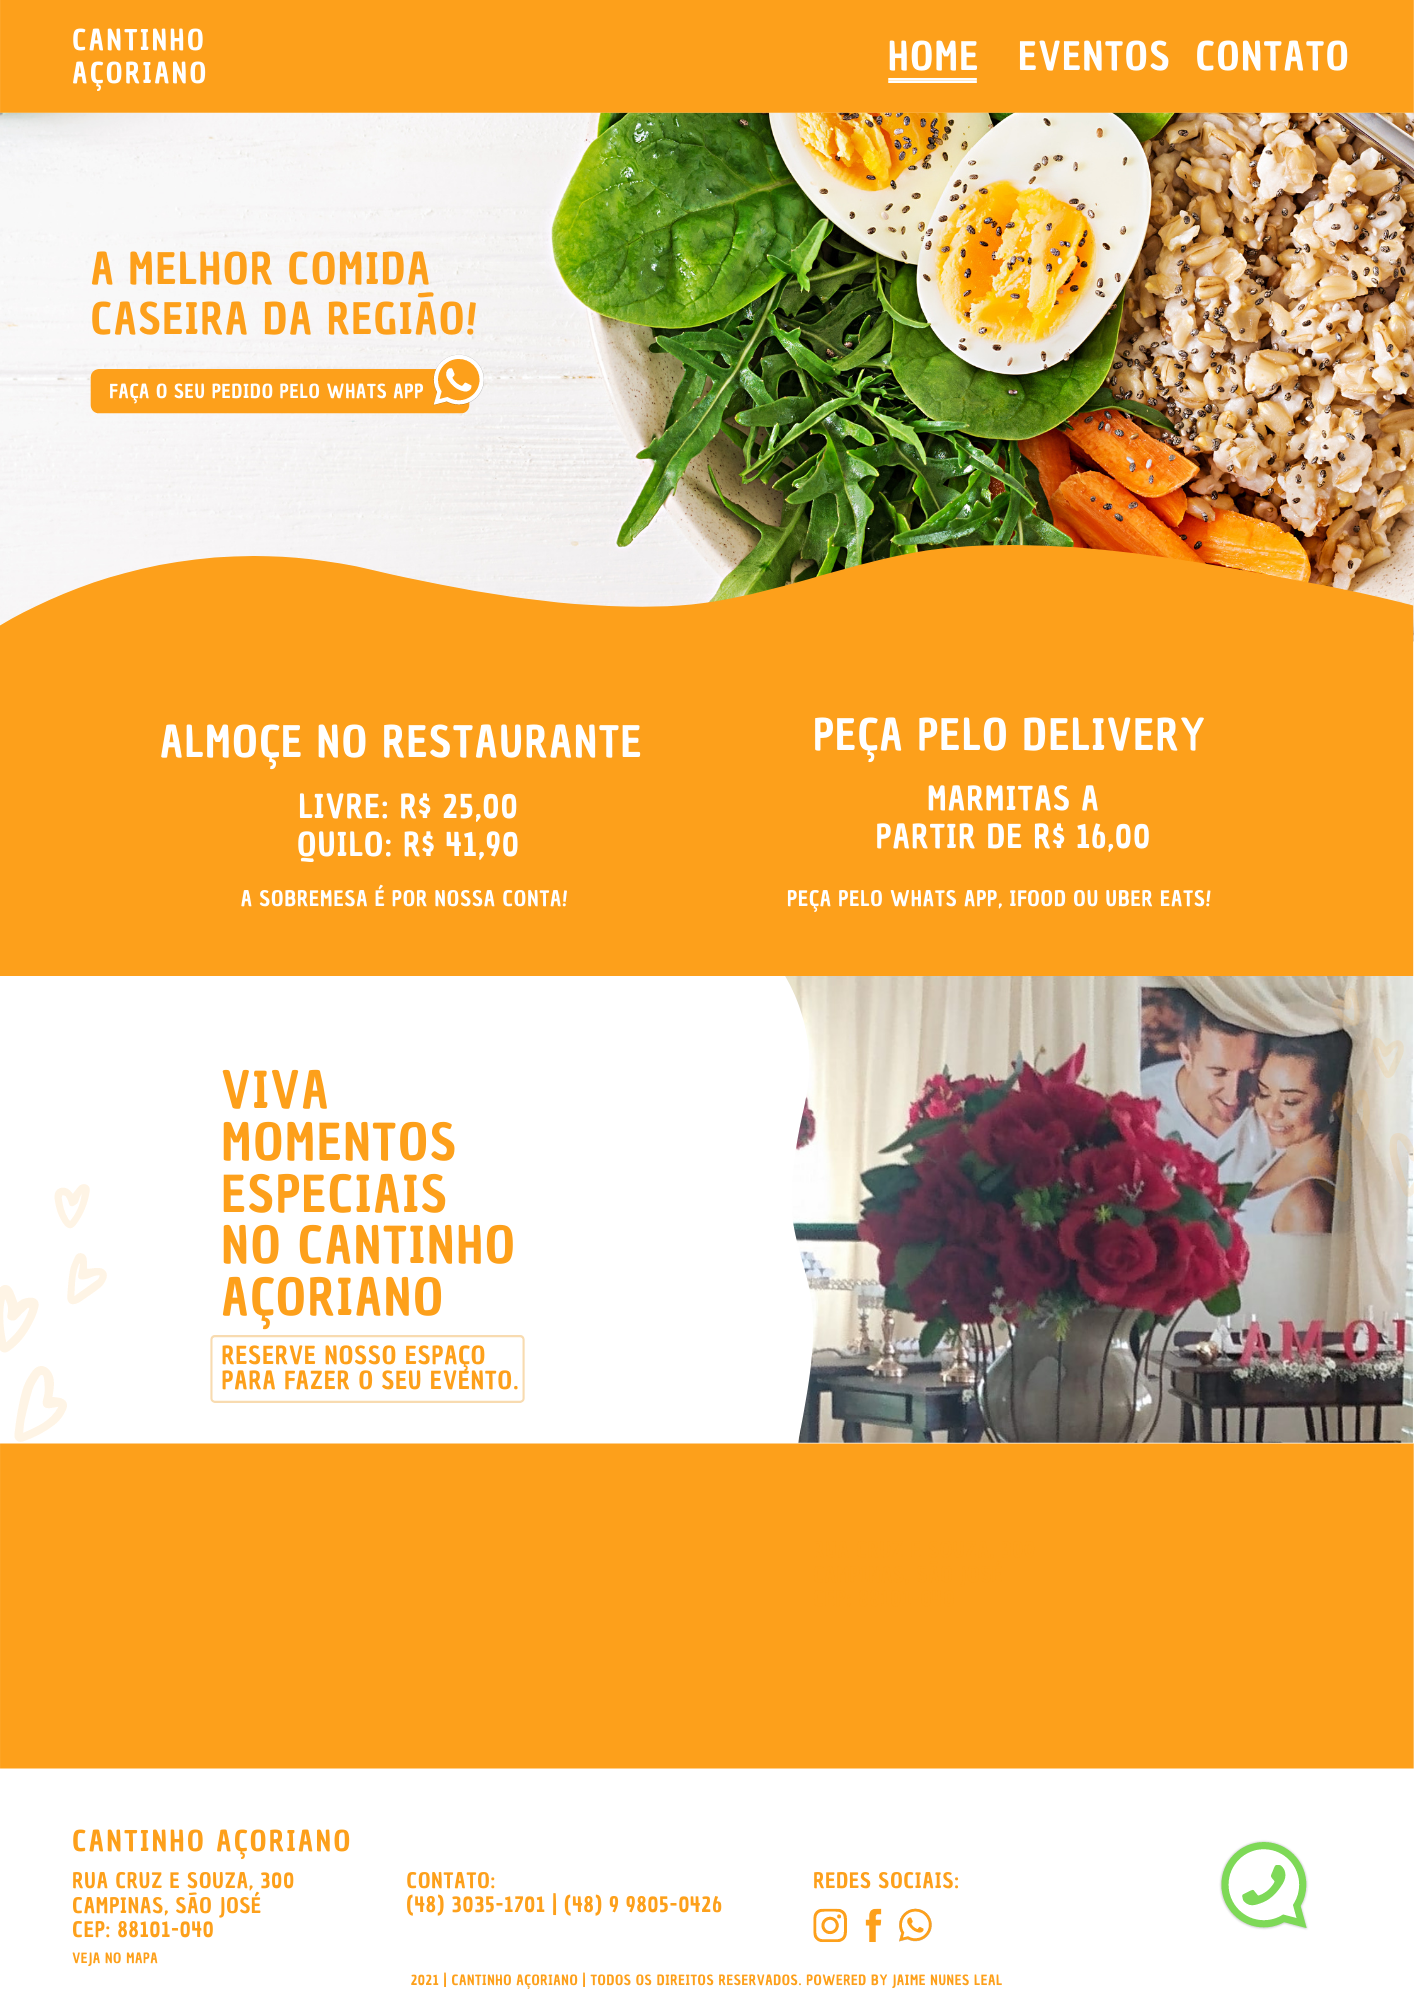 CANTINHO
AÇORIANO
HOME EVENTOS CONTATO
A MELHOR COMIDA
CASEIRA DA REGIÃO!
FAÇA O SEU PEDIDO PELO WHATS APP
ALMOÇE NO RESTAURANTE
LIVRE: R$ 25,00
QUILO: R$ 41,90
A SOBREMESA É POR NOSSA CONTA!
PEÇA PELO DELIVERY
MARMITAS A
PARTIR DE R$ 16,00
PEÇA PELO WHATS APP, IFOOD OU UBER EATS!
VIVA
MOMENTOS
ESPECIAIS
NO CANTINHO
AÇORIANO
RESERVE NOSSO ESPAÇO
PARA FAZER O SEU EVENTO.
AMO!
CANTINHO AÇORIANO
RUA CRUZ E SOUZA, 300
CAMPINAS, SÃO JOSÉ
CEP: 88101-040
VEJA NO MAPA
CONTATO:
(48) 3035-1701 | (48) 9 9805-0426
REDES SOCIAIS:
2021 | CANTINHO AÇORIANO | TODOS OS DIREITOS RESERVADOS. POWERED BY JAIME NUNES LEAL